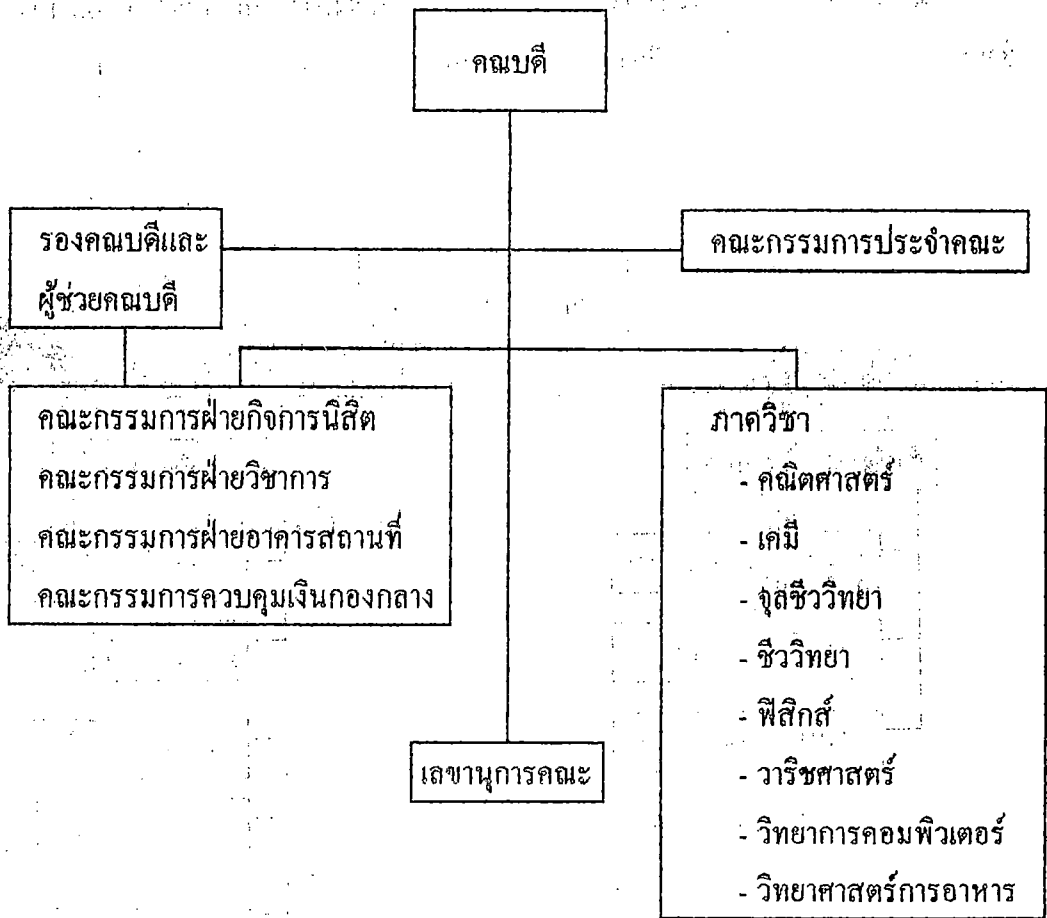 คณบดี
รองคณบดีและ
ผู้ช่วยคณบดี
คณะกรรมการประจำคณะ
คณะกรรมการฝ่ายกิจการนิสิต
คณะกรรมการฝ่ายวิชาการ
คณะกรรมการฝ่ายอาคารสถานที่
คณะกรรมการควบคุมเงินกองกลาง
ภาควิชา
- คณิตศาสตร์
- เคมี
- จุลชีววิทยา
- ชีววิทยา
- ฟิสิกส์
- วาริชศาสตร์
- วิทยาการคอมพิวเตอร์
- วิทยาศาสตร์การอาหาร
เลขานุการคณะ